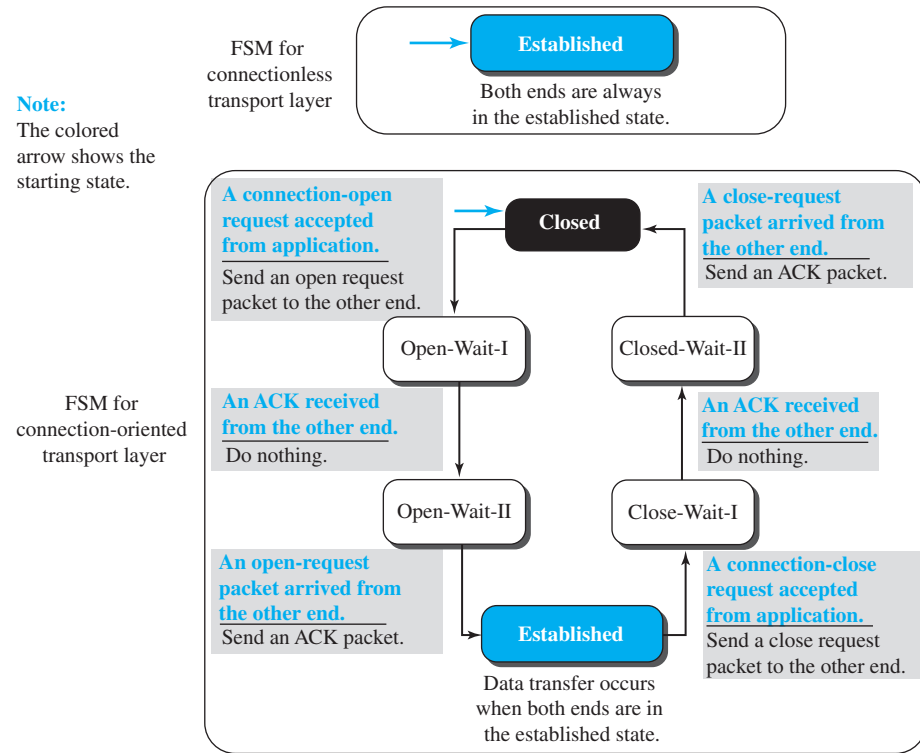 FSM for
connectionless
transport layer
Established
Both ends are always
in the established state.
Note:
The colored
arrow shows the
starting state.
A connection-open
request accepted
from application.
Send an open request
packet to the other end.
Closed
A close-request
packet arrived from
the other end.
Send an ACK packet.
Open-Wait-I
Closed-Wait-II
FSM for
connection-oriented
transport layer
An ACK received
from the other end.
Do nothing.
An ACK received
from the other end.
Do nothing.
Open-Wait-II
Close-Wait-I
An open-request
packet arrived from
the other end.
Send an ACK packet.
Established
Data transfer occurs
when both ends are in
the established state.
A connection-close
request accepted
from application.
Send a close request
packet to the other end.